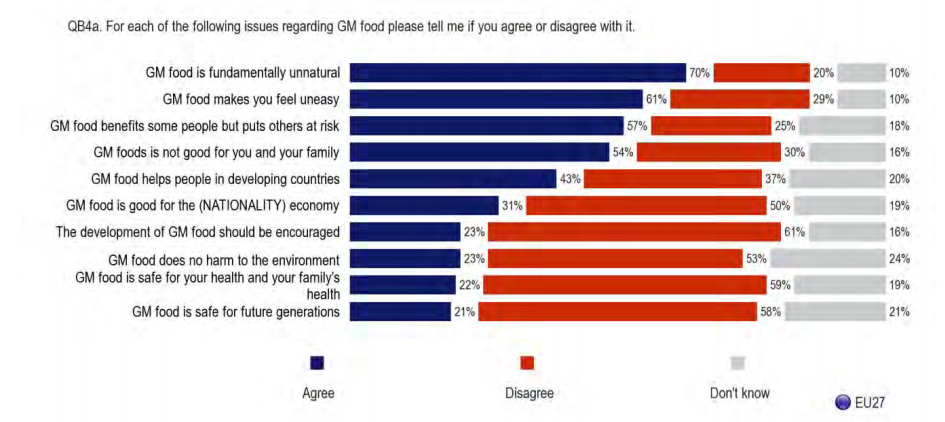 QB4a. For each of the following issues regarding GM food please tell me if you agree or disagree with it.
GM food is fundamentally unnatural 70% 20% 10%
GM food makes you feel uneasy 61% 29% 10%
GM food benefits some people but puts others at risk 57% 25% 18%
GM foods is not good for you and your family 54% 30% 16%
GM food helps people in developing countries 43% 37% 20%
GM food is good for the (NATIONALITY) economy 31% 50% 19%
The development of GM food should be encouraged 23% 61% 16%
GM food does no harm to the environment 23% 53% 24%
GM food is safe for your health and your family's
health 22% 59% 19%
GM food is safe for future generations 21% 58% 21%
Agree Disagree Don't know
EU27